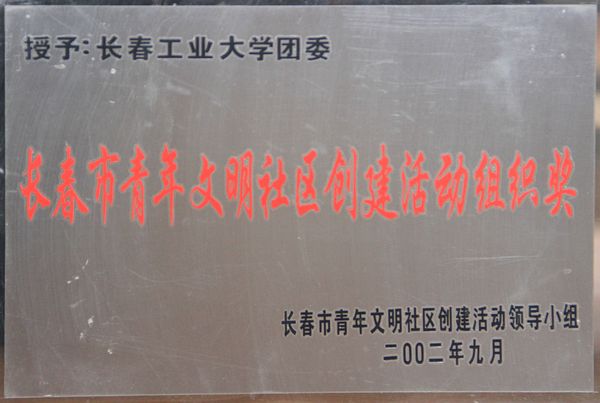 授予:长春工业大学团委
长春市青年文明社区创建活动组织奖
长春市青年文明社区创建活动领导小组
二00二年九月